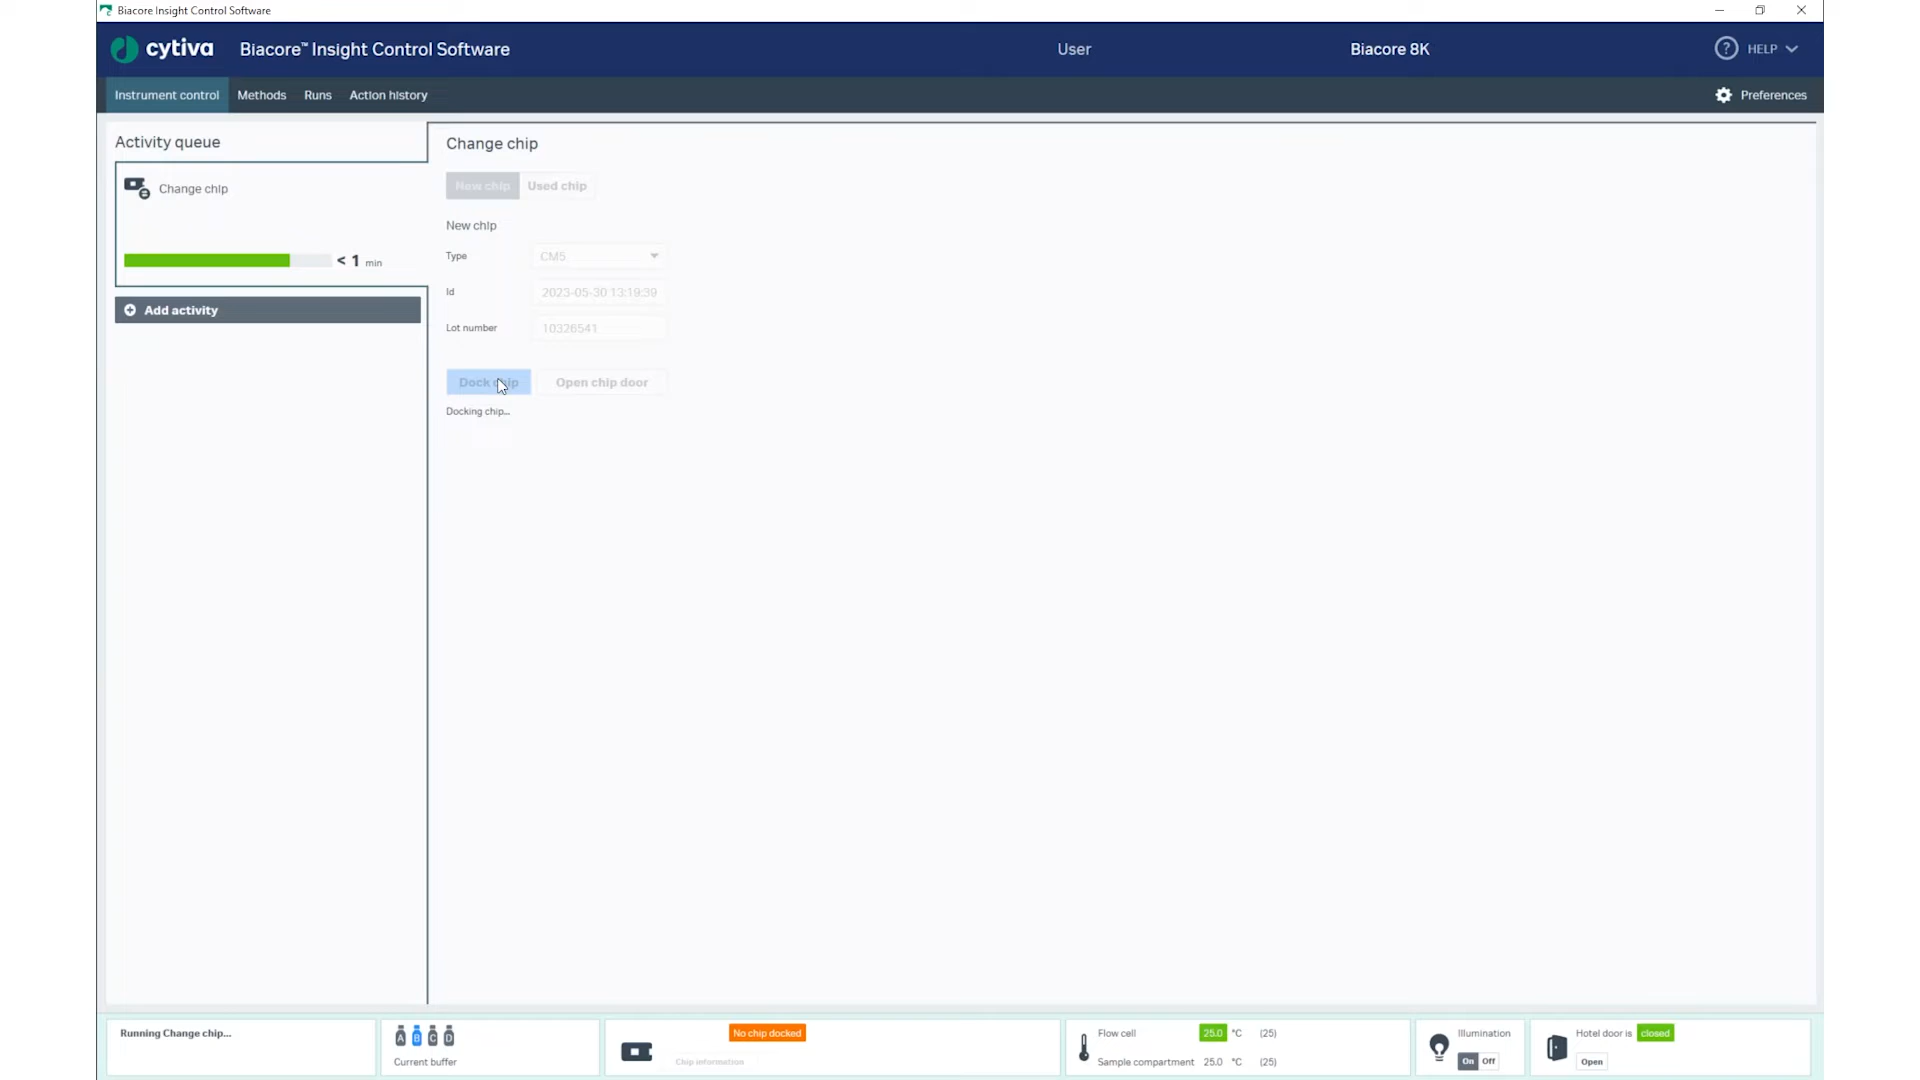 Biacore Insight Control Software
cytiva
Biacore™ Insight Control Software
User
Biacore 8K
? HELP
Instrument control
Methods
Runs
Action history
Preferences
Activity queue
Change chip
< 1 min
Add activity
Change chip
New chip
Used chip
New chip
Type
CM5
Id
2023-05-30 13:19:39
Lot number
10326541
Dock chip
Open chip door
Docking chip...
Running Change chip...
A B C D
Current buffer
No chip docked
Chip information
Flow cell 25.0 °C (25)
Sample compartment 25.0 °C (25)
Illumination
On Off
Hotel door is closed
Open